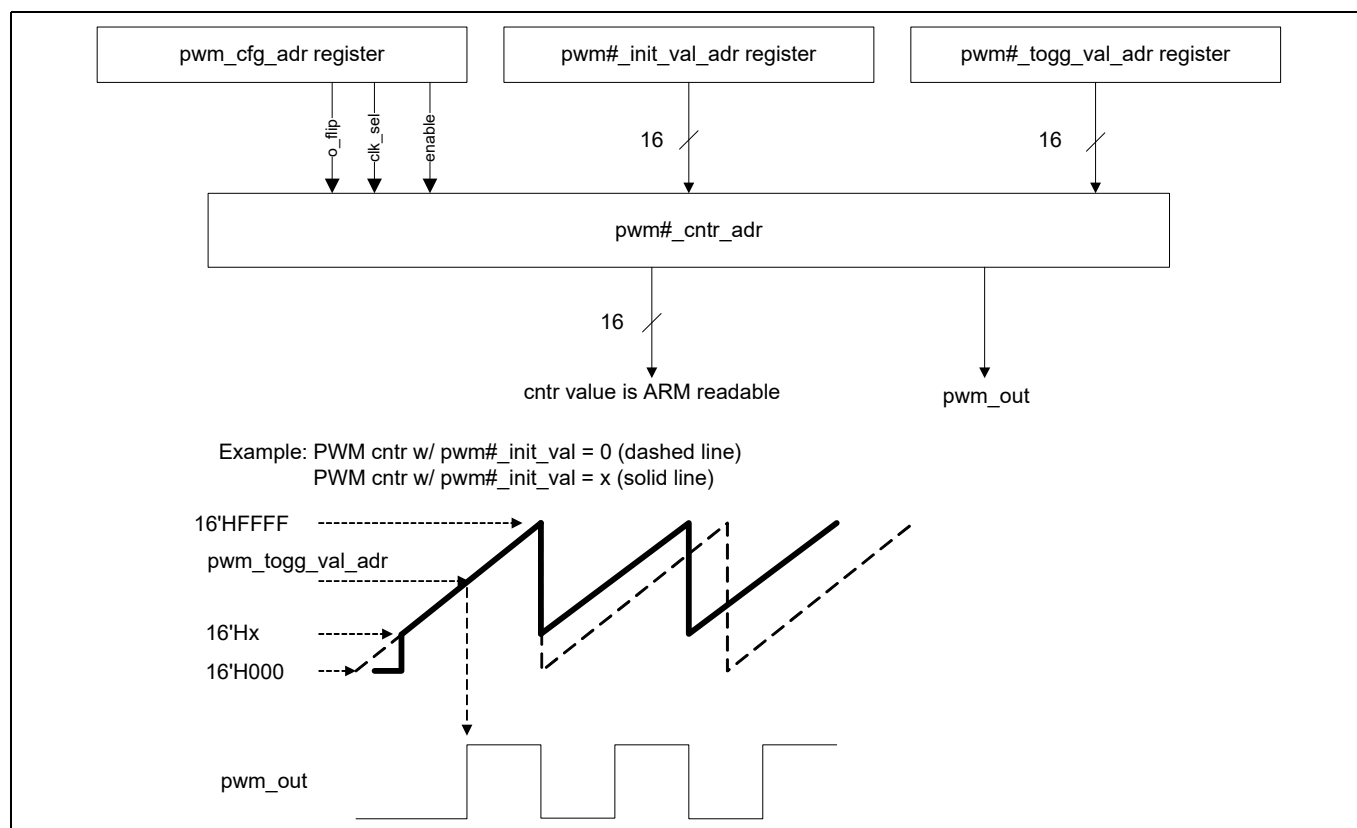 pwm_cfg_adr register
pwm#_init_val_adr register
pwm#_togg_val_adr register
o_flip
clk_sel
enable
16
16
pwm#_cntr_adr
16
cntr value is ARM readable
pwm_out
Example: PWM cntr w/ pwm#_init_val = 0 (dashed line)
PWM cntr w/ pwm#_init_val = x (solid line)
16'HFFFF
pwm_togg_val_adr
16'Hx
16'H000
pwm_out